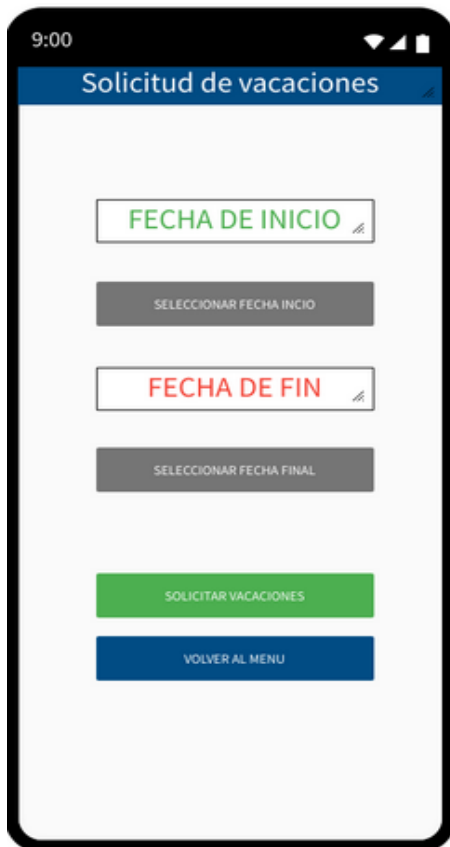 9:00
Solicitud de vacaciones
FECHA DE INICIO
SELECCIONAR FECHA INCIO
FECHA DE FIN
SELECCIONAR FECHA FINAL
SOLICITAR VACACIONES
VOLVER AL MENU